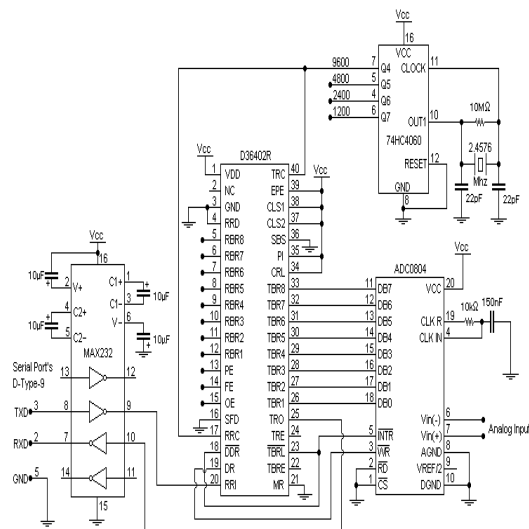 Vcc
16
VCC
9600 7 Q4 CLOCK 11
4800 5 Q5
2400 4 Q6 OUT1 10
1200 6 Q7
10MΩ
74HC4060
2.4576
Mhz
RESET 12
GND
8
22pF 22pF
D36402R
Vcc
1 VDD TRC 40
2 NC EPE 39
3 GND CLS1 38
4 RRD CLS2 37
5 RBR8 SBS 36
6 RBR7 PI 35
7 RBR6 CRL 34
8 RBR5 TBR8 33
9 RBR4 TBR7 32
10 RBR3 TBR6 31
11 RBR2 TBR5 30
12 RBR1 TBR4 29
13 PE TBR3 28
14 FE TBR2 27
15 OE TBR1 26
16 SFD TRO 25
17 RRC TRE 24
18 DDR TBRL 23
19 DR TBRE 22
20 RRI MR 21
Vcc
Vcc
16
10µF 2 V+ C1+ 1
C1- 3 10µF
10µF 4 C2+ V- 6
5 C2- 10µF
MAX232
Serial Port's
D-Type-9
13 12
TXD 3 8 9
RXD 2 7 10
GND 5 14 11
15
ADC0804
Vcc
11 DB7 VCC 20
12 DB6
13 DB5 CLK R 19 10kΩ 150nF
14 DB4 CLK IN 4
15 DB3
16 DB2
17 DB1
18 DB0
Vin(-) 6
5 INTR Vin(+) 7 Analog Input
3 WR AGND 8
2 RD VREF/2 9
1 CS DGND 10